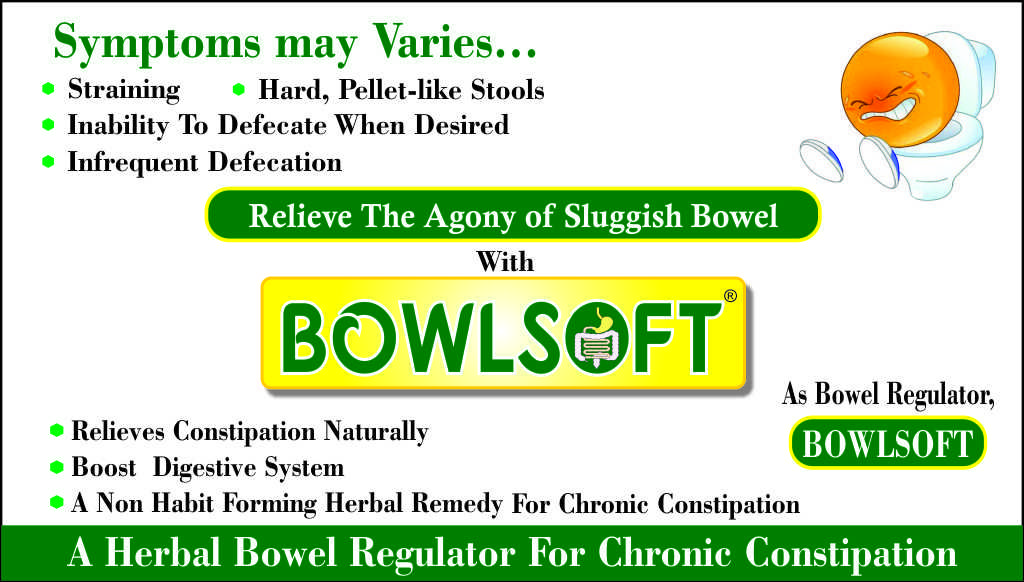 Symptoms may Varies...
Straining
Hard, Pellet-like Stools
Inability To Defecate When Desired
Infrequent Defecation
Relieve The Agony of Sluggish Bowel
With
BOWLSOFT®
As Bowel Regulator,
BOWLSOFT
Relieves Constipation Naturally
Boost Digestive System
A Non Habit Forming Herbal Remedy For Chronic Constipation
A Herbal Bowel Regulator For Chronic Constipation